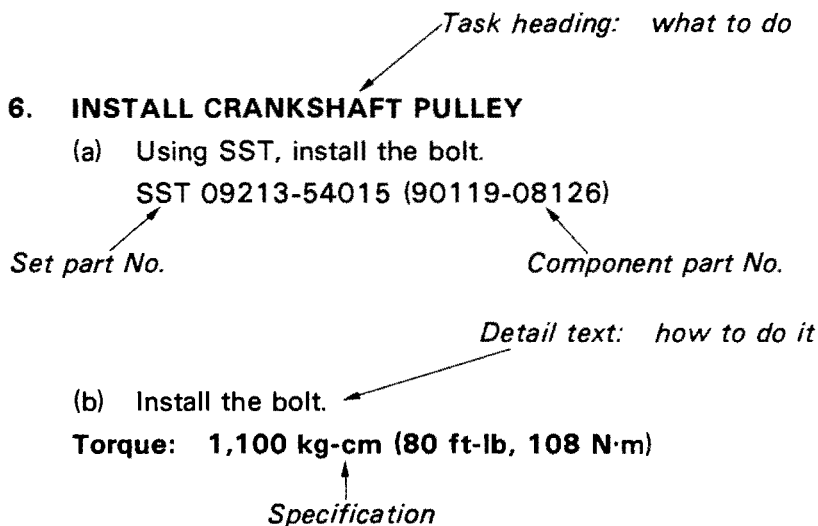 Task heading: what to do
6. INSTALL CRANKSHAFT PULLEY
(a) Using SST, install the bolt.
SST 09213-54015 (90119-08126)
Set part No. Component part No.
Detail text: how to do it
(b) Install the bolt.
Torque: 1,100 kg-cm (80 ft-lb, 108 N·m)
Specification